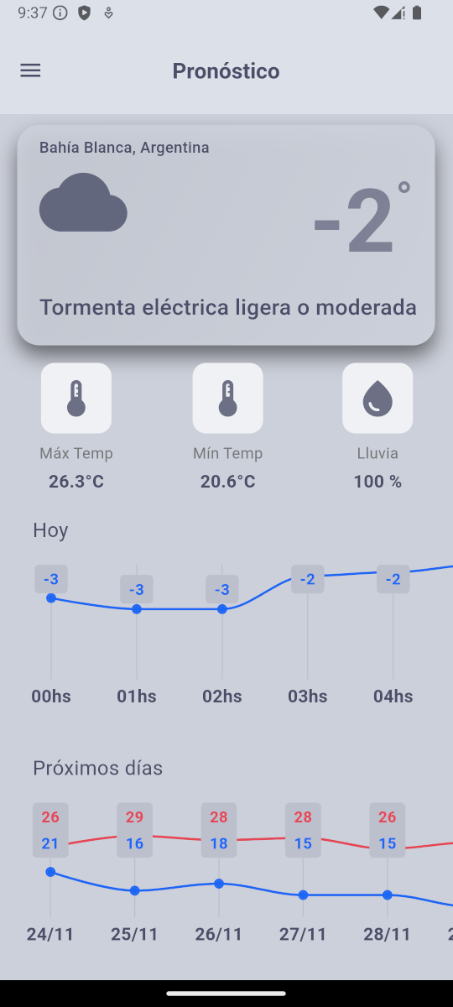 9:37
Pronóstico
Bahía Blanca, Argentina
-2°
Tormenta eléctrica ligera o moderada
Máx Temp Mín Temp Lluvia
26.3°C 20.6°C 100 %
Hoy
-3 -3 -3 -2 -2
00hs 01hs 02hs 03hs 04hs
Próximos días
26 29 28 28 26
21 16 18 15 15
24/11 25/11 26/11 27/11 28/11 2